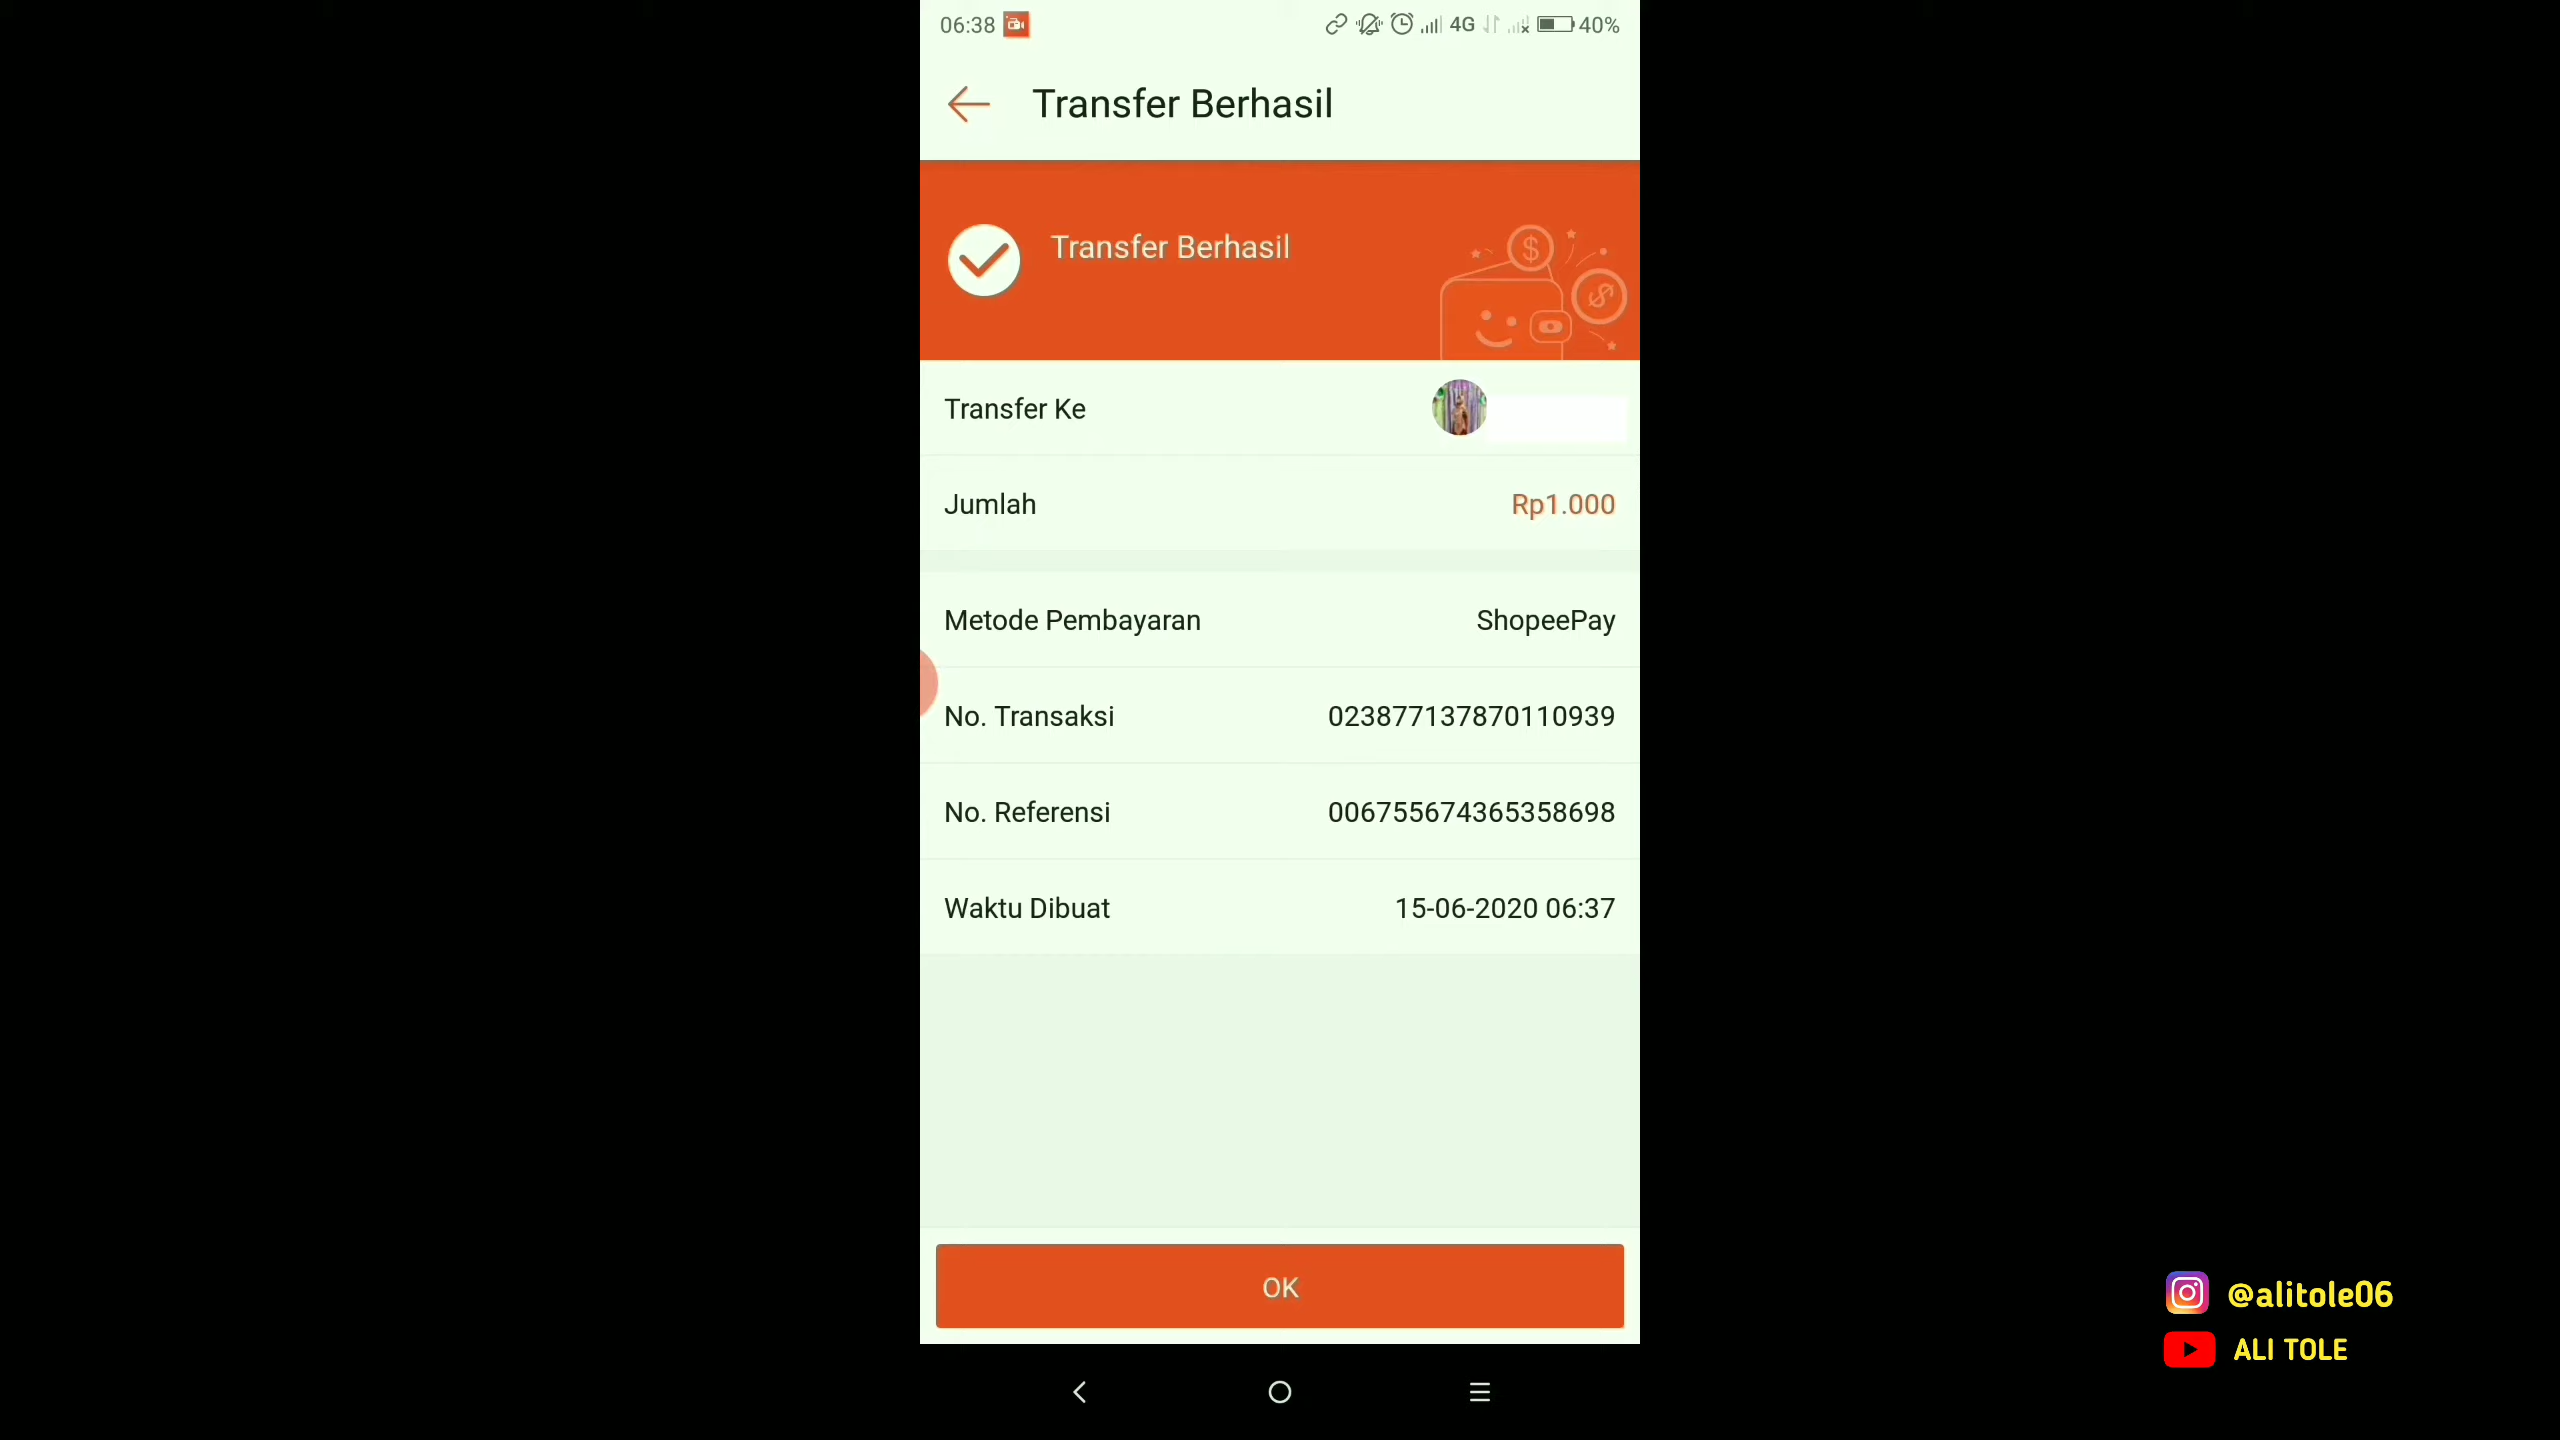 06:38 4G 40%
Transfer Berhasil
Transfer Berhasil
Transfer Ke
Jumlah Rp1.000
Metode Pembayaran ShopeePay
No. Transaksi 023877137870110939
No. Referensi 006755674365358698
Waktu Dibuat 15-06-2020 06:37
OK
@alitole06
ALI TOLE